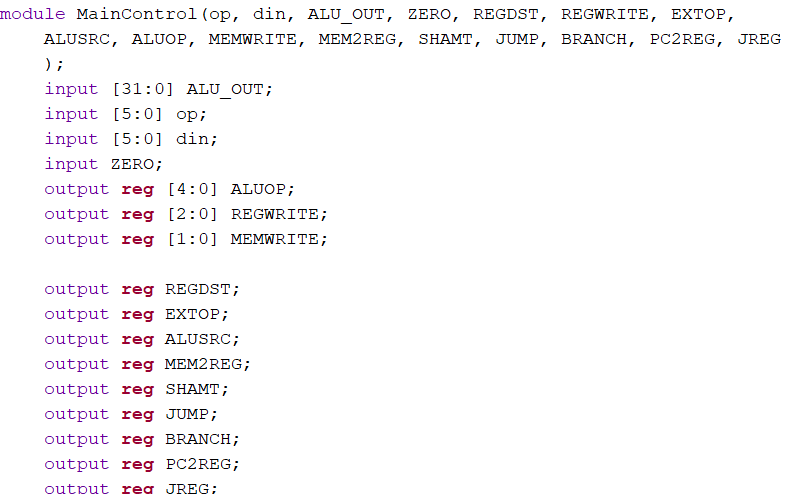 module MainControl(op, din, ALU_OUT, ZERO, REGDST, REGWRITE, EXTOP,
ALUSRC, ALUOP, MEMWRITE, MEM2REG, SHAMT, JUMP, BRANCH, PC2REG, JREG
);
input [31:0] ALU_OUT;
input [5:0] op;
input [5:0] din;
input ZERO;
output reg [4:0] ALUOP;
output reg [2:0] REGWRITE;
output reg [1:0] MEMWRITE;
output reg REGDST;
output reg EXTOP;
output reg ALUSRC;
output reg MEM2REG;
output reg SHAMT;
output reg JUMP;
output reg BRANCH;
output reg PC2REG;
output reg JREG;